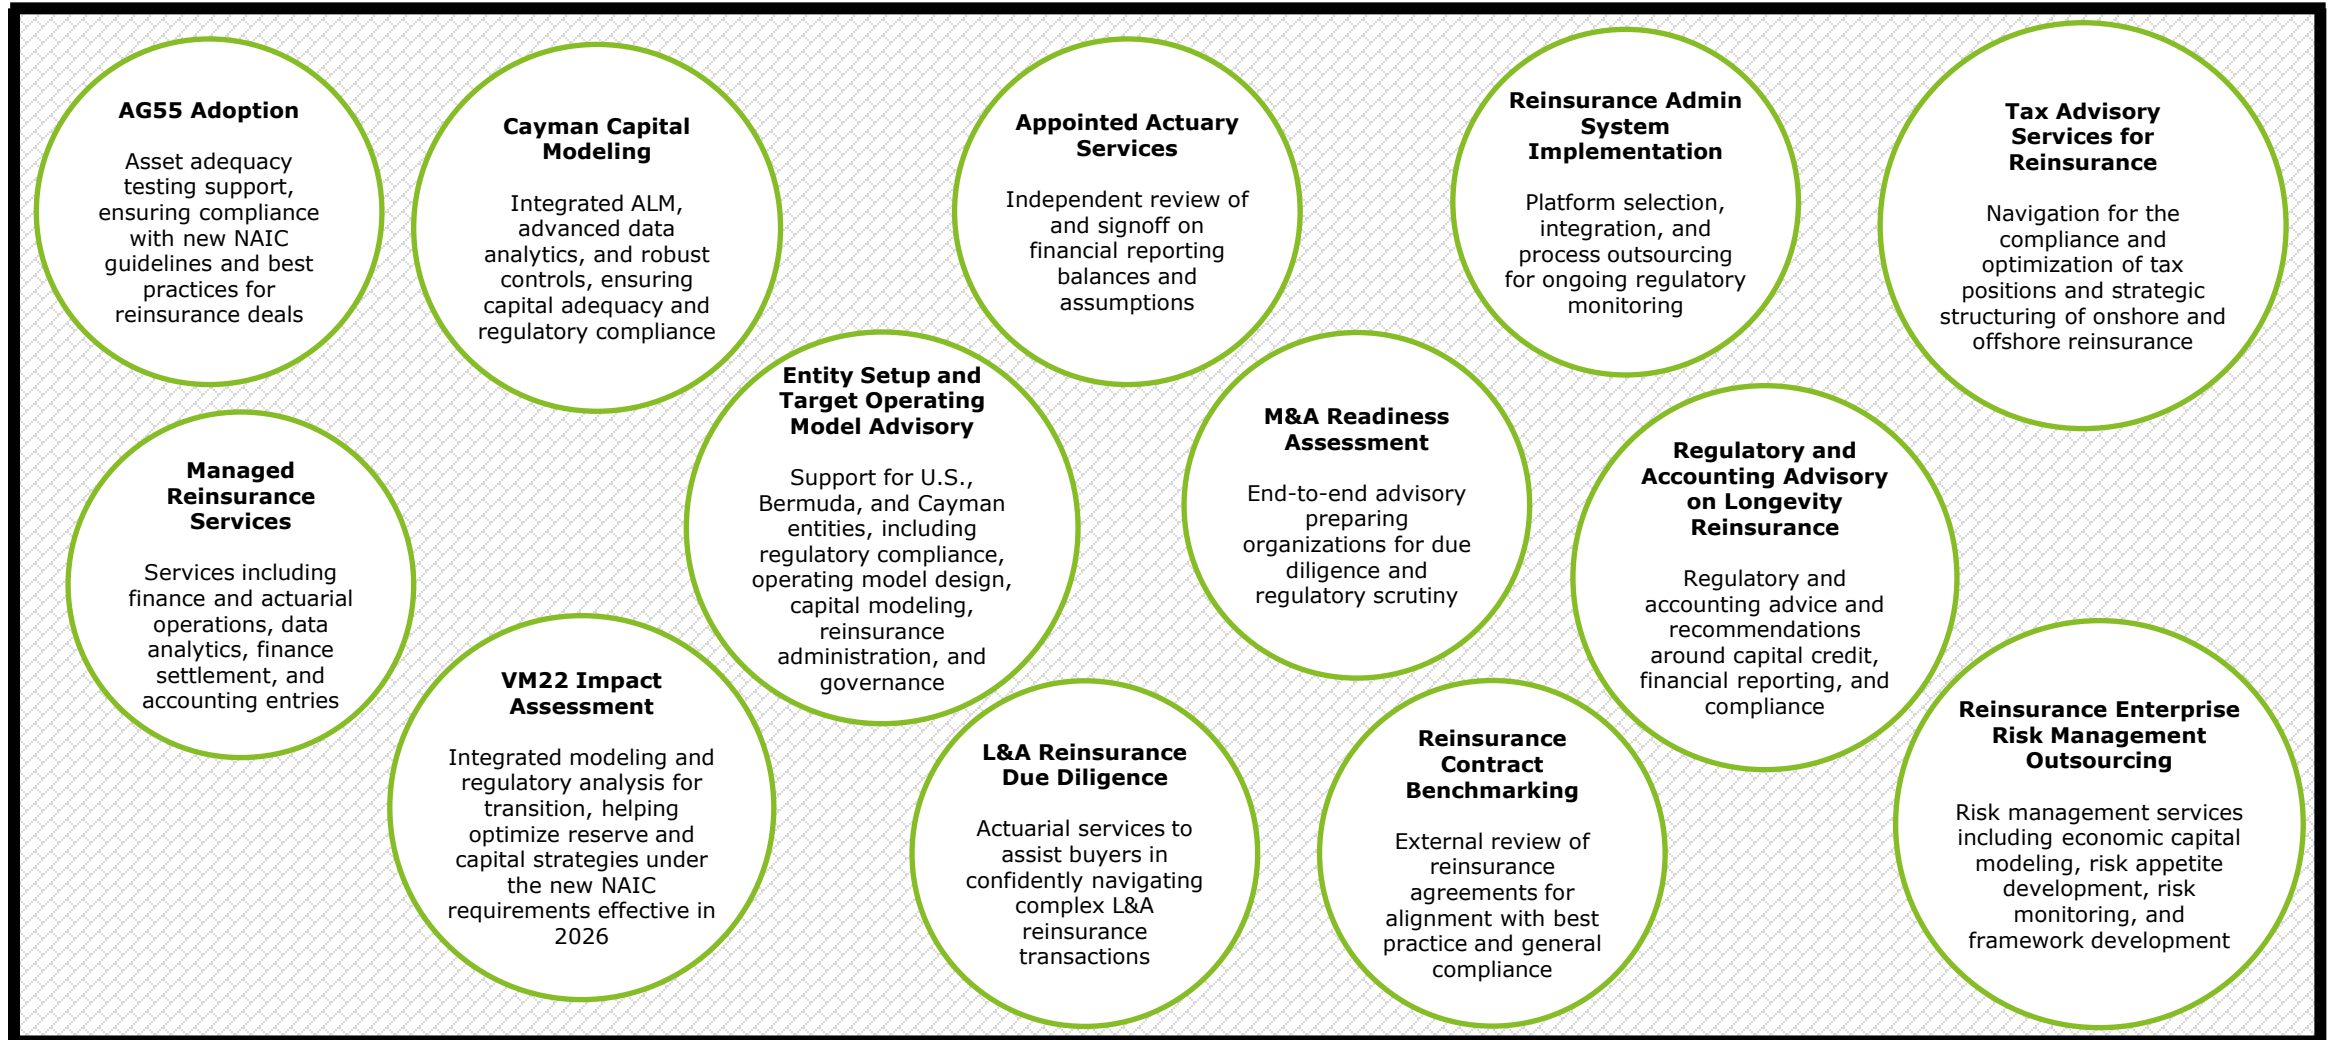 AG55 Adoption
Asset adequacy
testing support,
ensuring compliance
with new NAIC
guidelines and best
practices for
reinsurance deals
Cayman Capital
Modeling
Integrated ALM,
advanced data
analytics, and robust
controls, ensuring
capital adequacy and
regulatory compliance
Appointed Actuary
Services
Independent review of
and signoff on
financial reporting
balances and
assumptions
Reinsurance Admin
System
Implementation
Platform selection,
integration, and
process outsourcing
for ongoing regulatory
monitoring
Tax Advisory
Services for
Reinsurance
Navigation for the
compliance and
optimization of tax
positions and strategic
structuring of onshore and
offshore reinsurance
Managed
Reinsurance
Services
Services including
finance and actuarial
operations, data
analytics, finance
settlement, and
accounting entries
Entity Setup and
Target Operating
Model Advisory
Support for U.S.,
Bermuda, and Cayman
entities, including
regulatory compliance,
operating model design,
capital modeling,
reinsurance
administration, and
governance
M&A Readiness
Assessment
End-to-end advisory
preparing
organizations for due
diligence and
regulatory scrutiny
Regulatory and
Accounting Advisory
on Longevity
Reinsurance
Regulatory and
accounting advice and
recommendations
around capital credit,
financial reporting, and
compliance
VM22 Impact
Assessment
Integrated modeling and
regulatory analysis for
transition, helping
optimize reserve and
capital strategies under
the new NAIC
requirements effective in
2026
L&A Reinsurance
Due Diligence
Actuarial services to
assist buyers in
confidently navigating
complex L&A
reinsurance
transactions
Reinsurance
Contract
Benchmarking
External review of
reinsurance
agreements for
alignment with best
practice and general
compliance
Reinsurance Enterprise
Risk Management
Outsourcing
Risk management services
including economic capital
modeling, risk appetite
development, risk
monitoring, and
framework development